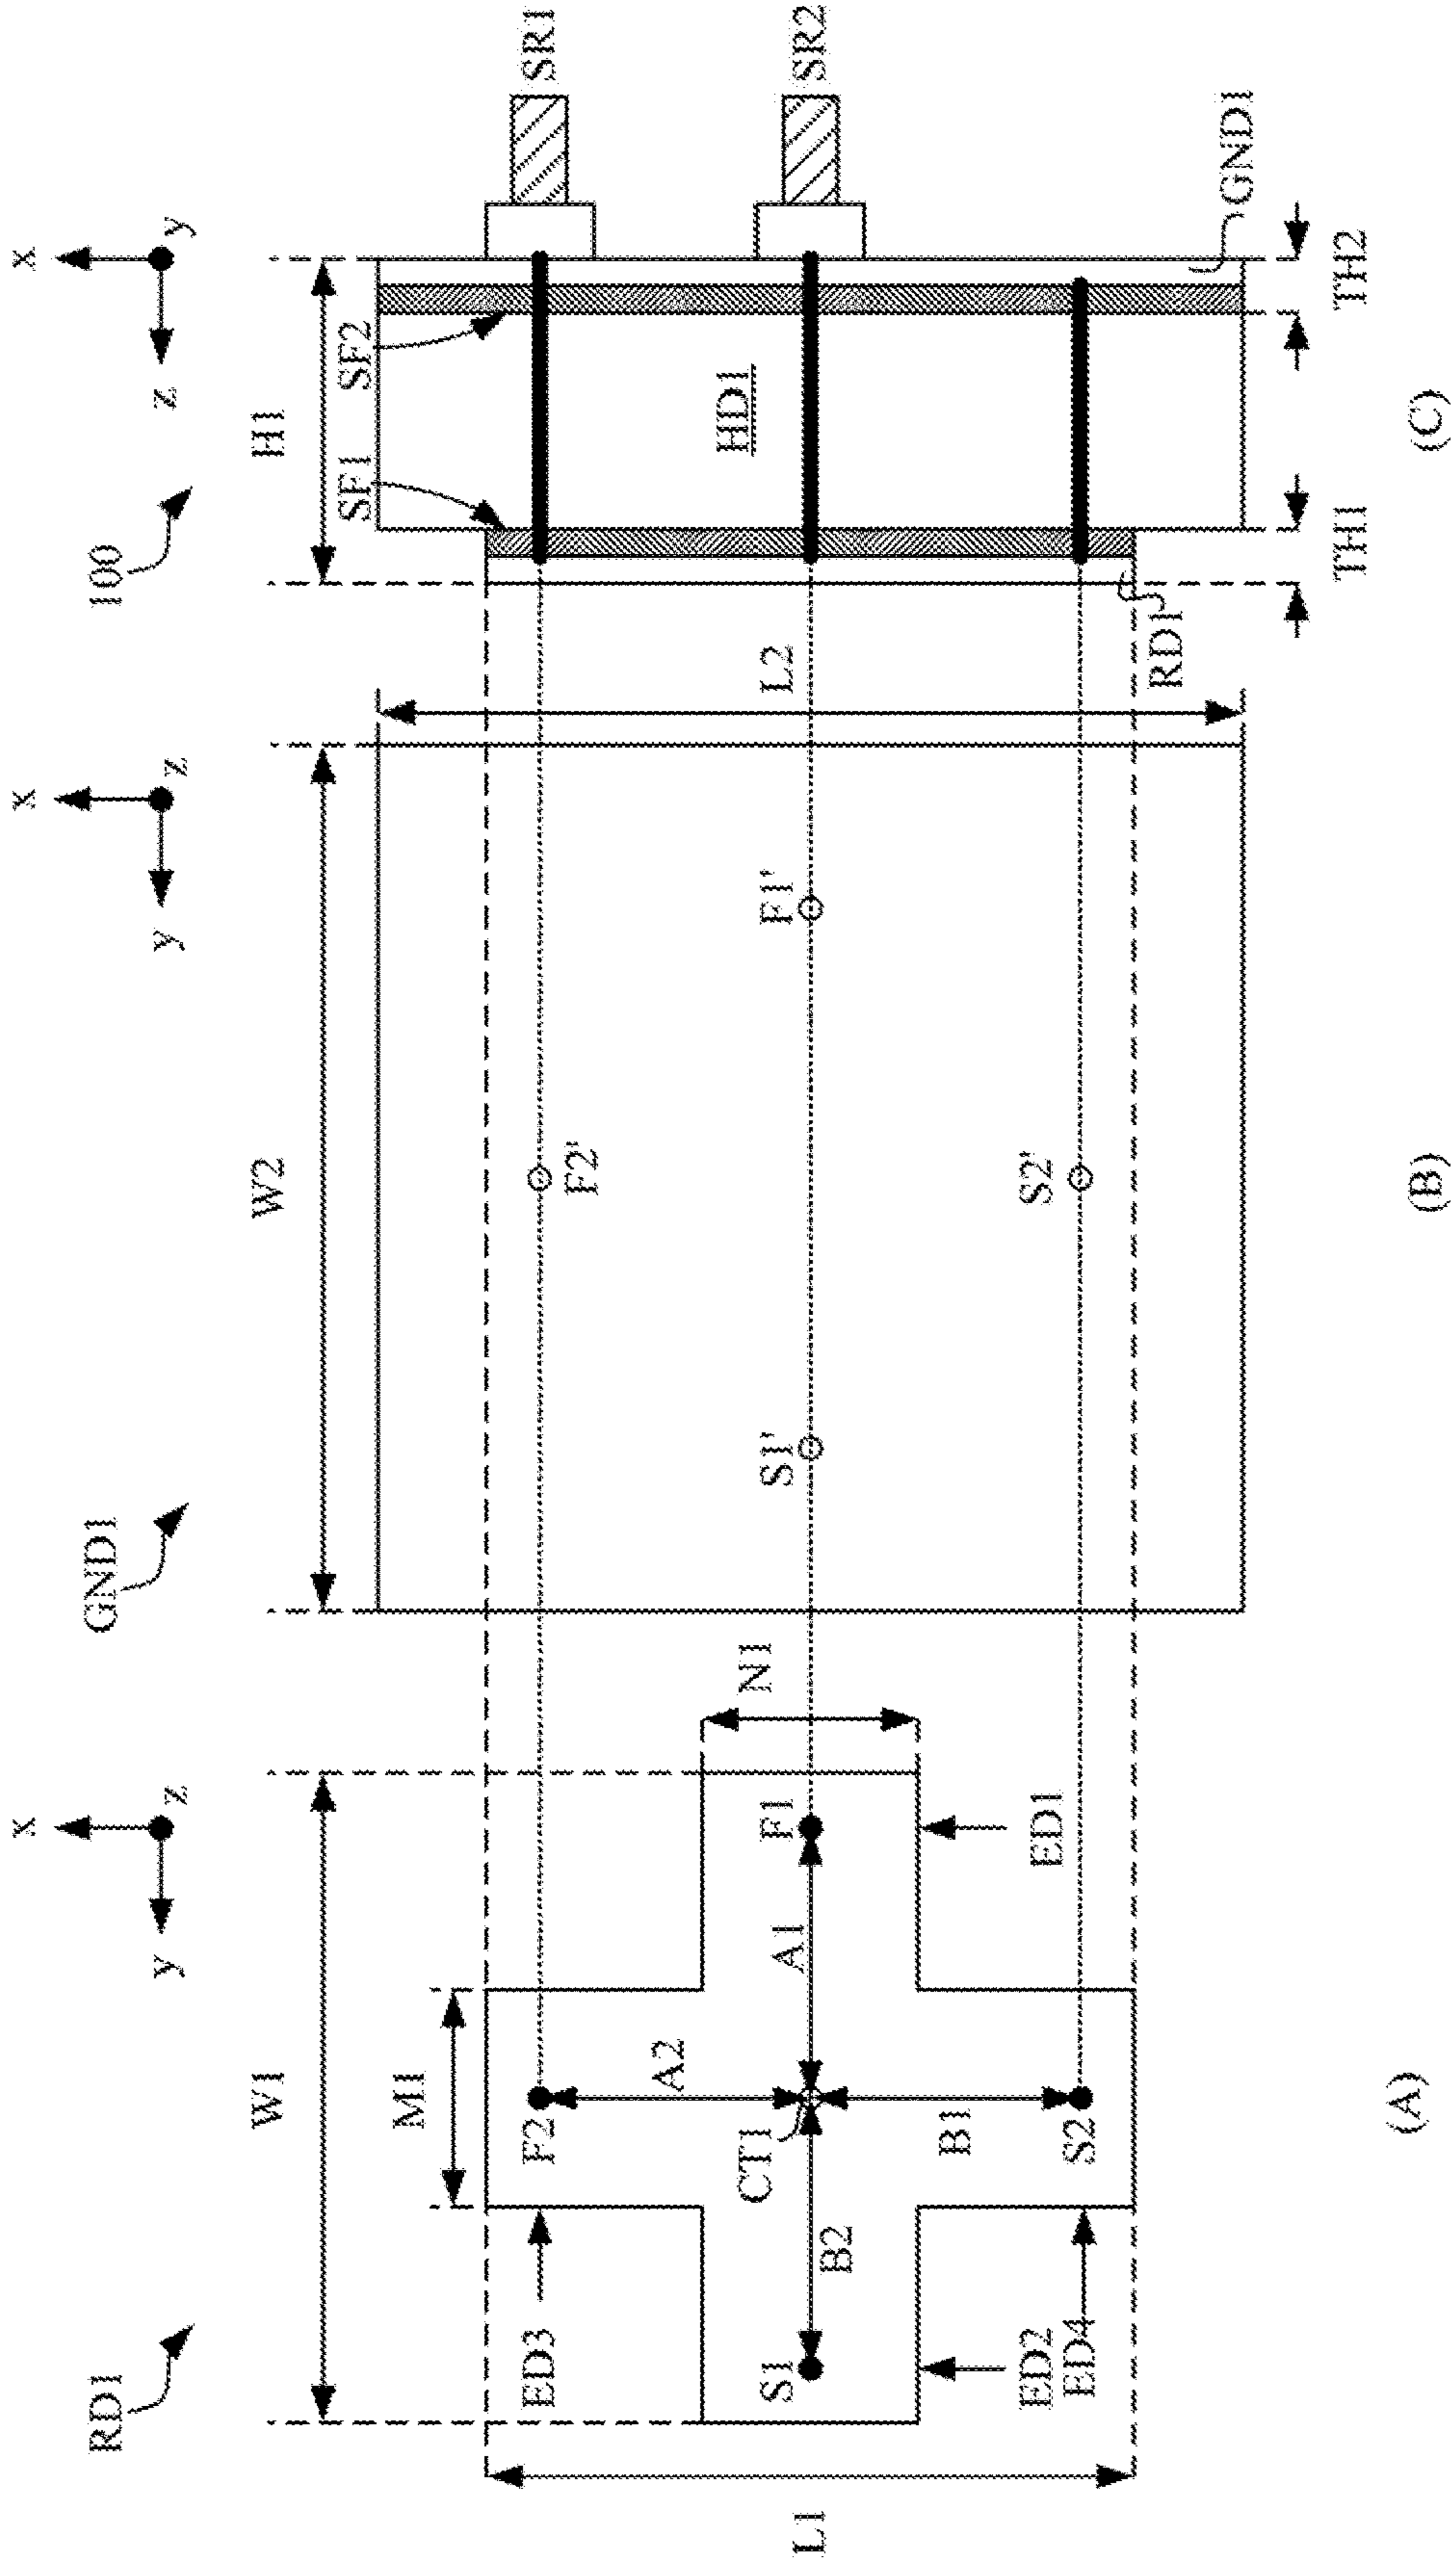 100
H1
SF1
SF2
x
y
z
SR1
SR2
HD1
GND1
RD1
TH1
TH2
(C)
GND1
W2
L2
x
y
z
F2'
F1'
S1'
S2'
(B)
RD1
W1
M1
N1
L1
x
y
z
F2
F1
S1
S2
A1
A2
B1
B2
CT1
ED1
ED2
ED3
ED4
(A)